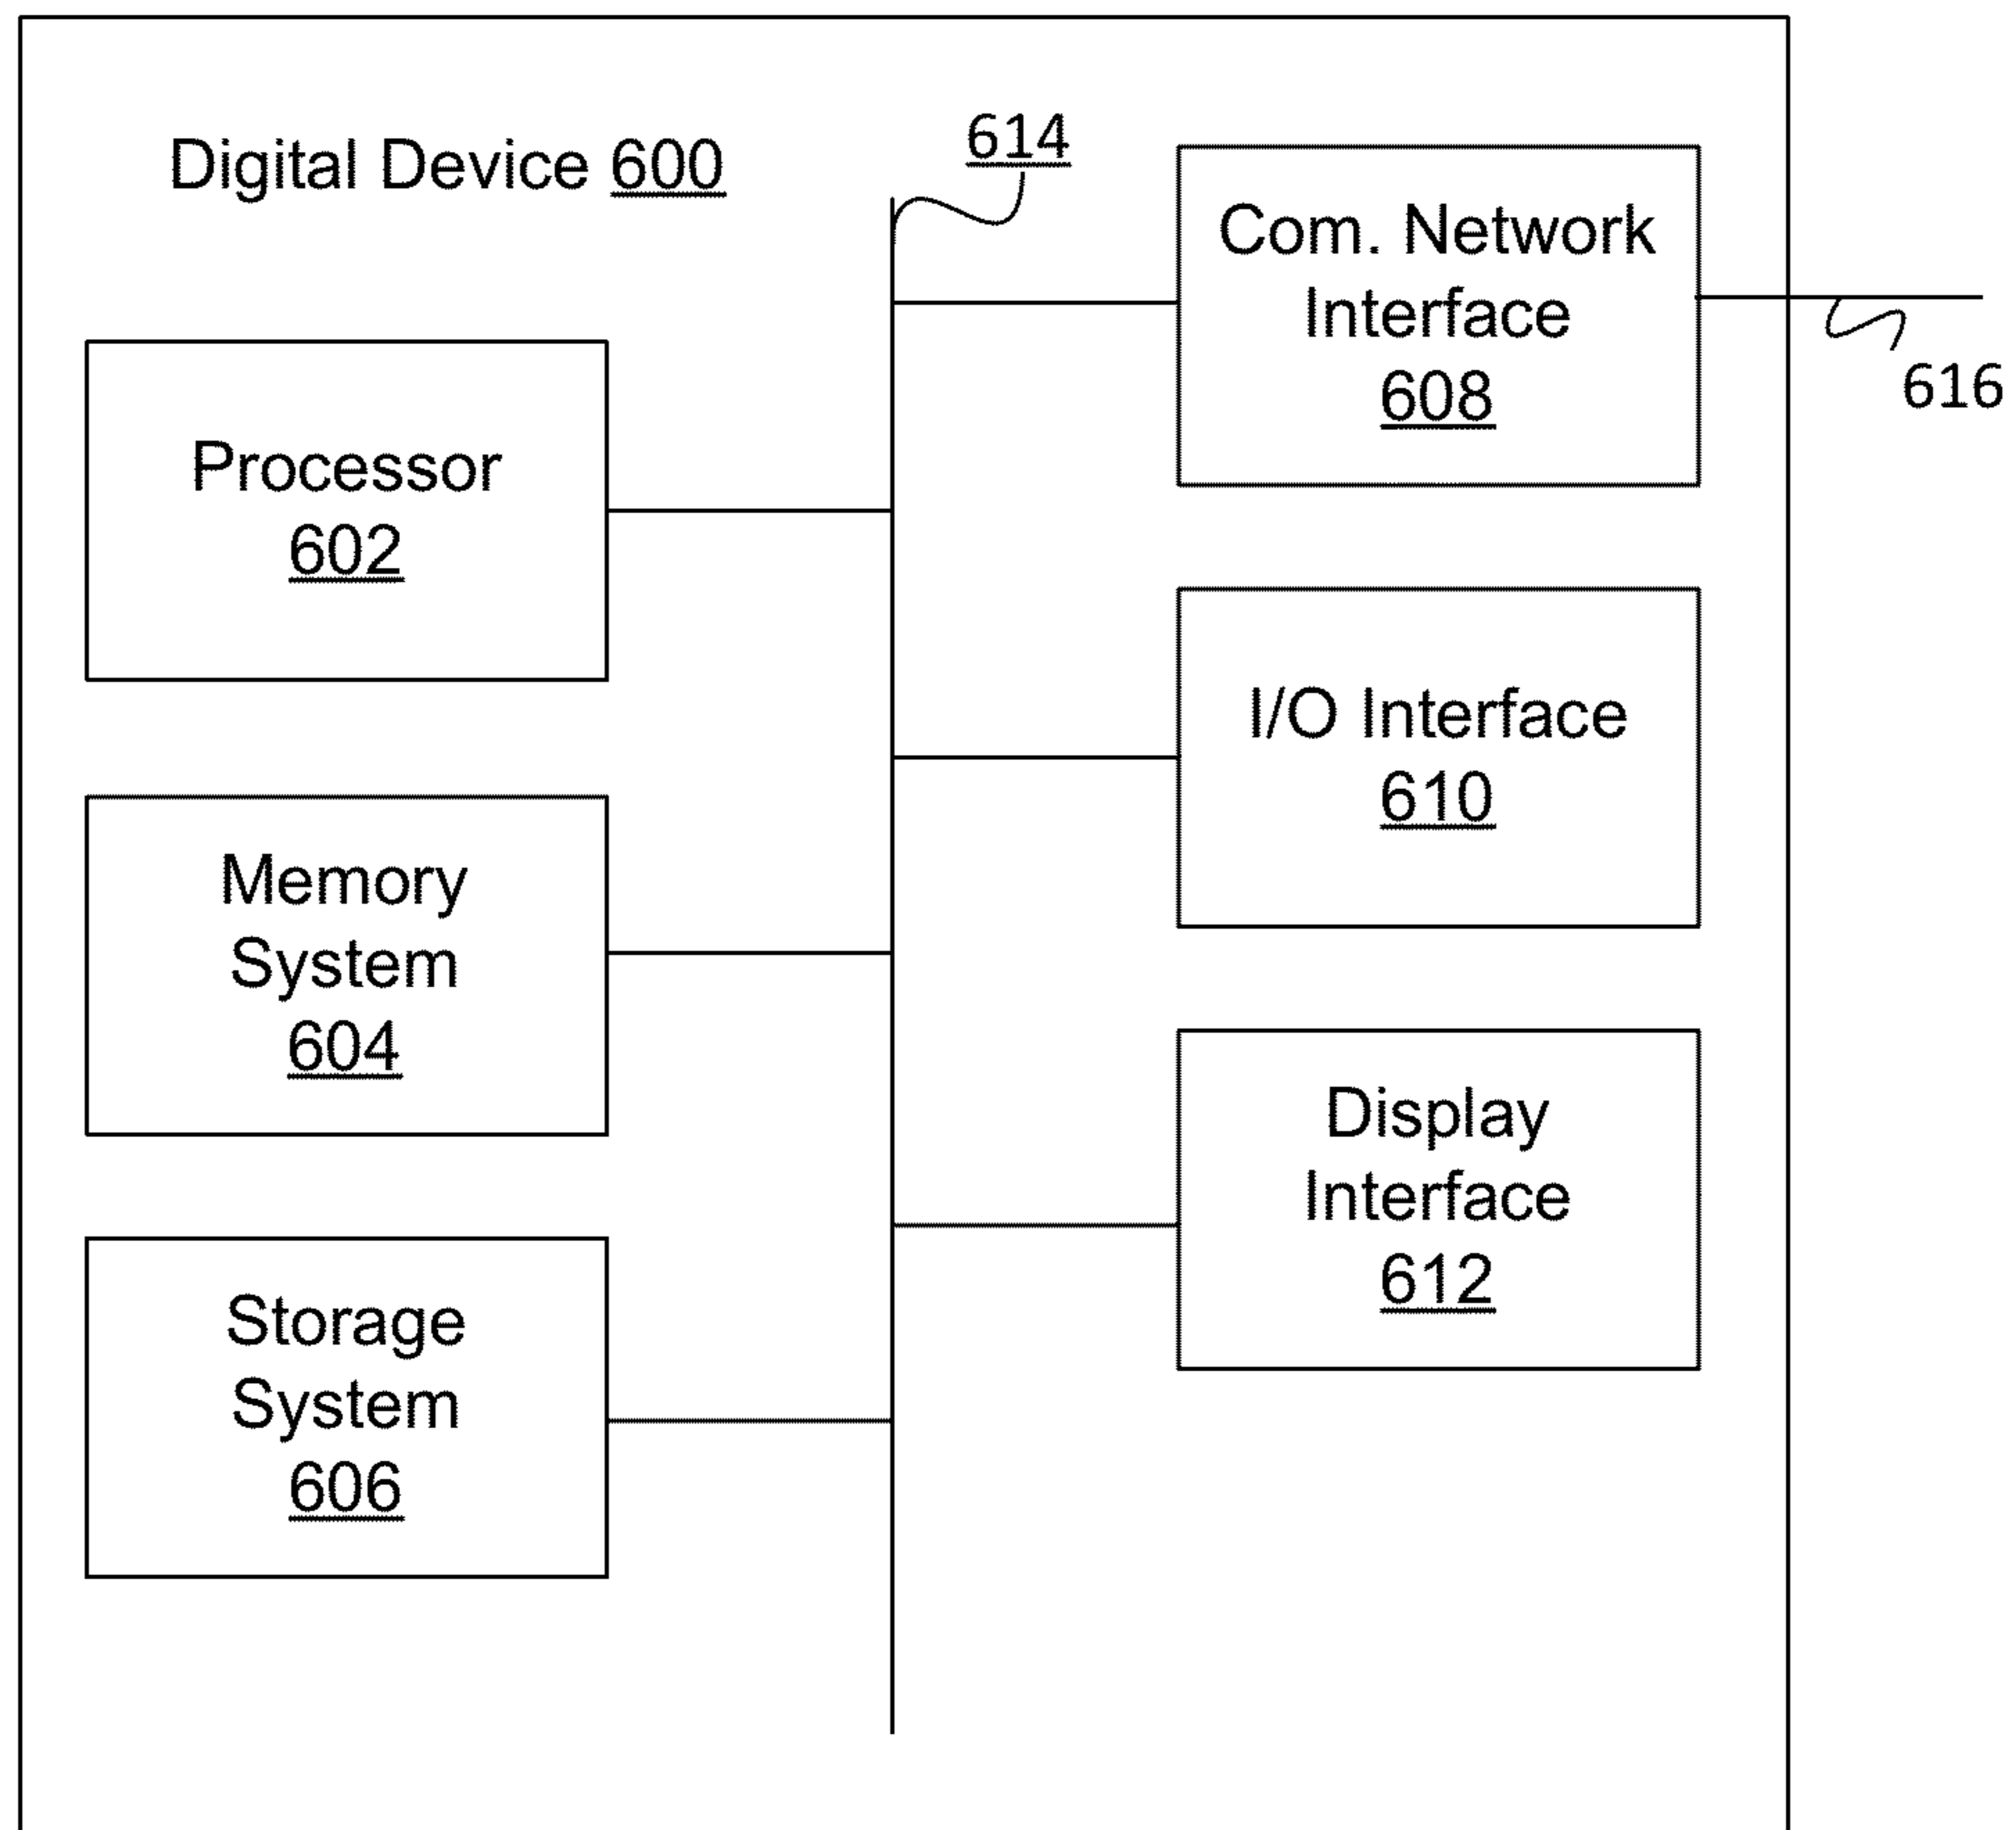 Digital Device 600
614
Com. Network
Interface
608
616
Processor
602
I/O Interface
610
Memory
System
604
Display
Interface
612
Storage
System
606